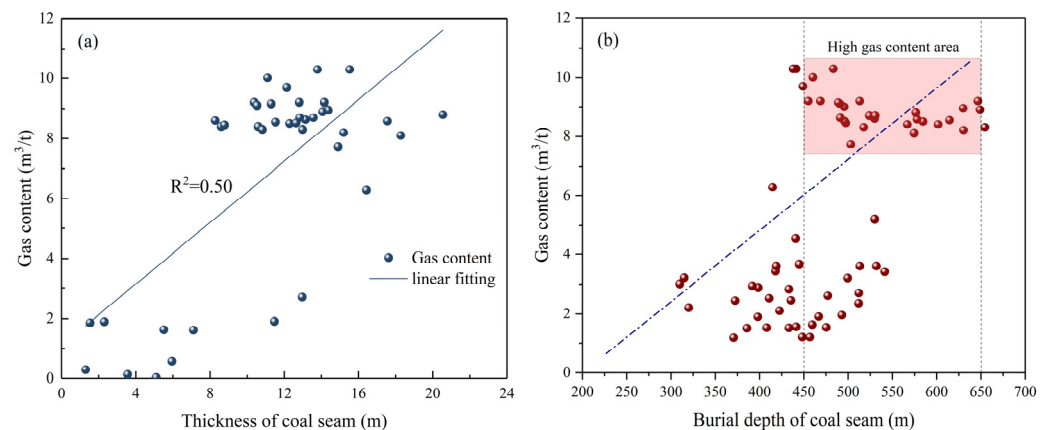 (a)
12
10
8
6
4
2
0
Gas content (m³/t)
R²=0.50
Gas content
linear fitting
0 4 8 12 16 20 24
Thickness of coal seam (m)
(b)
High gas content area
12
10
8
6
4
2
0
Gas content (m³/t)
200 250 300 350 400 450 500 550 600 650 700
Burial depth of coal seam (m)